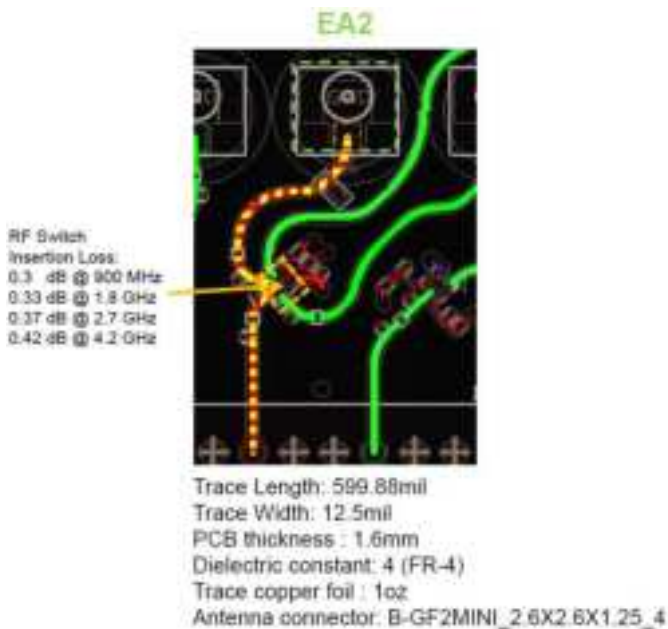 EA2
RF Switch
Insertion Loss:
0.3 dB @ 900 MHz
0.33 dB @ 1.8 GHz
0.37 dB @ 2.7 GHz
0.42 dB @ 4.2 GHz
Trace Length: 599.88mil
Trace Width: 12.5mil
PCB thickness : 1.6mm
Dielectric constant: 4 (FR-4)
Trace copper foil : 1oz
Antenna connector: B-GF2MINI_2.6X2.6X1.25_4